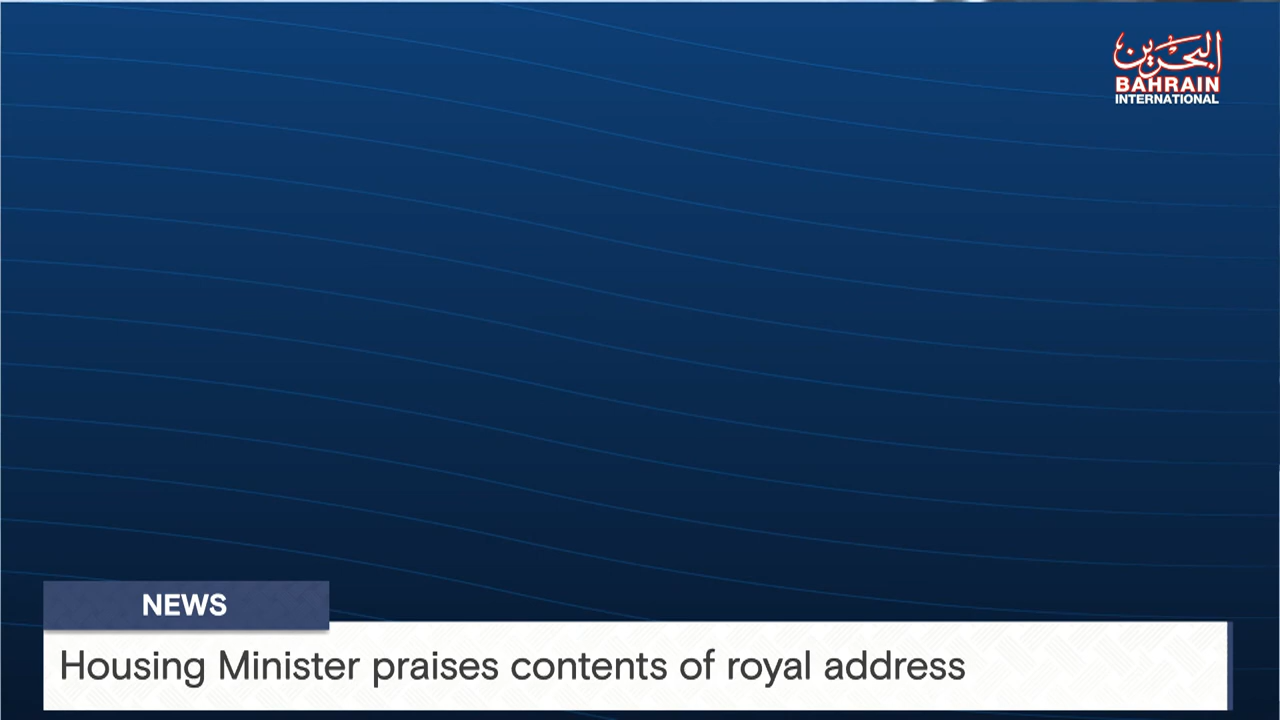 البحرين
BAHRAIN
INTERNATIONAL
NEWS
Housing Minister praises contents of royal address